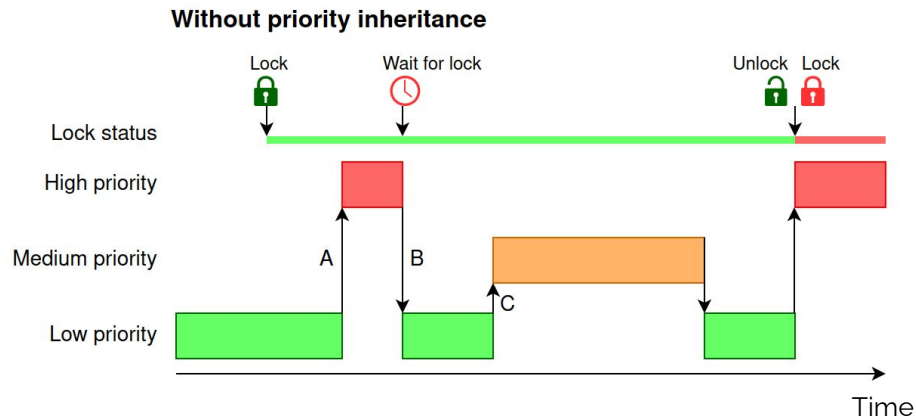 Without priority inheritance
Lock
Wait for lock
Unlock
Lock
Lock status
High priority
A
B
Medium priority
C
Low priority
Time